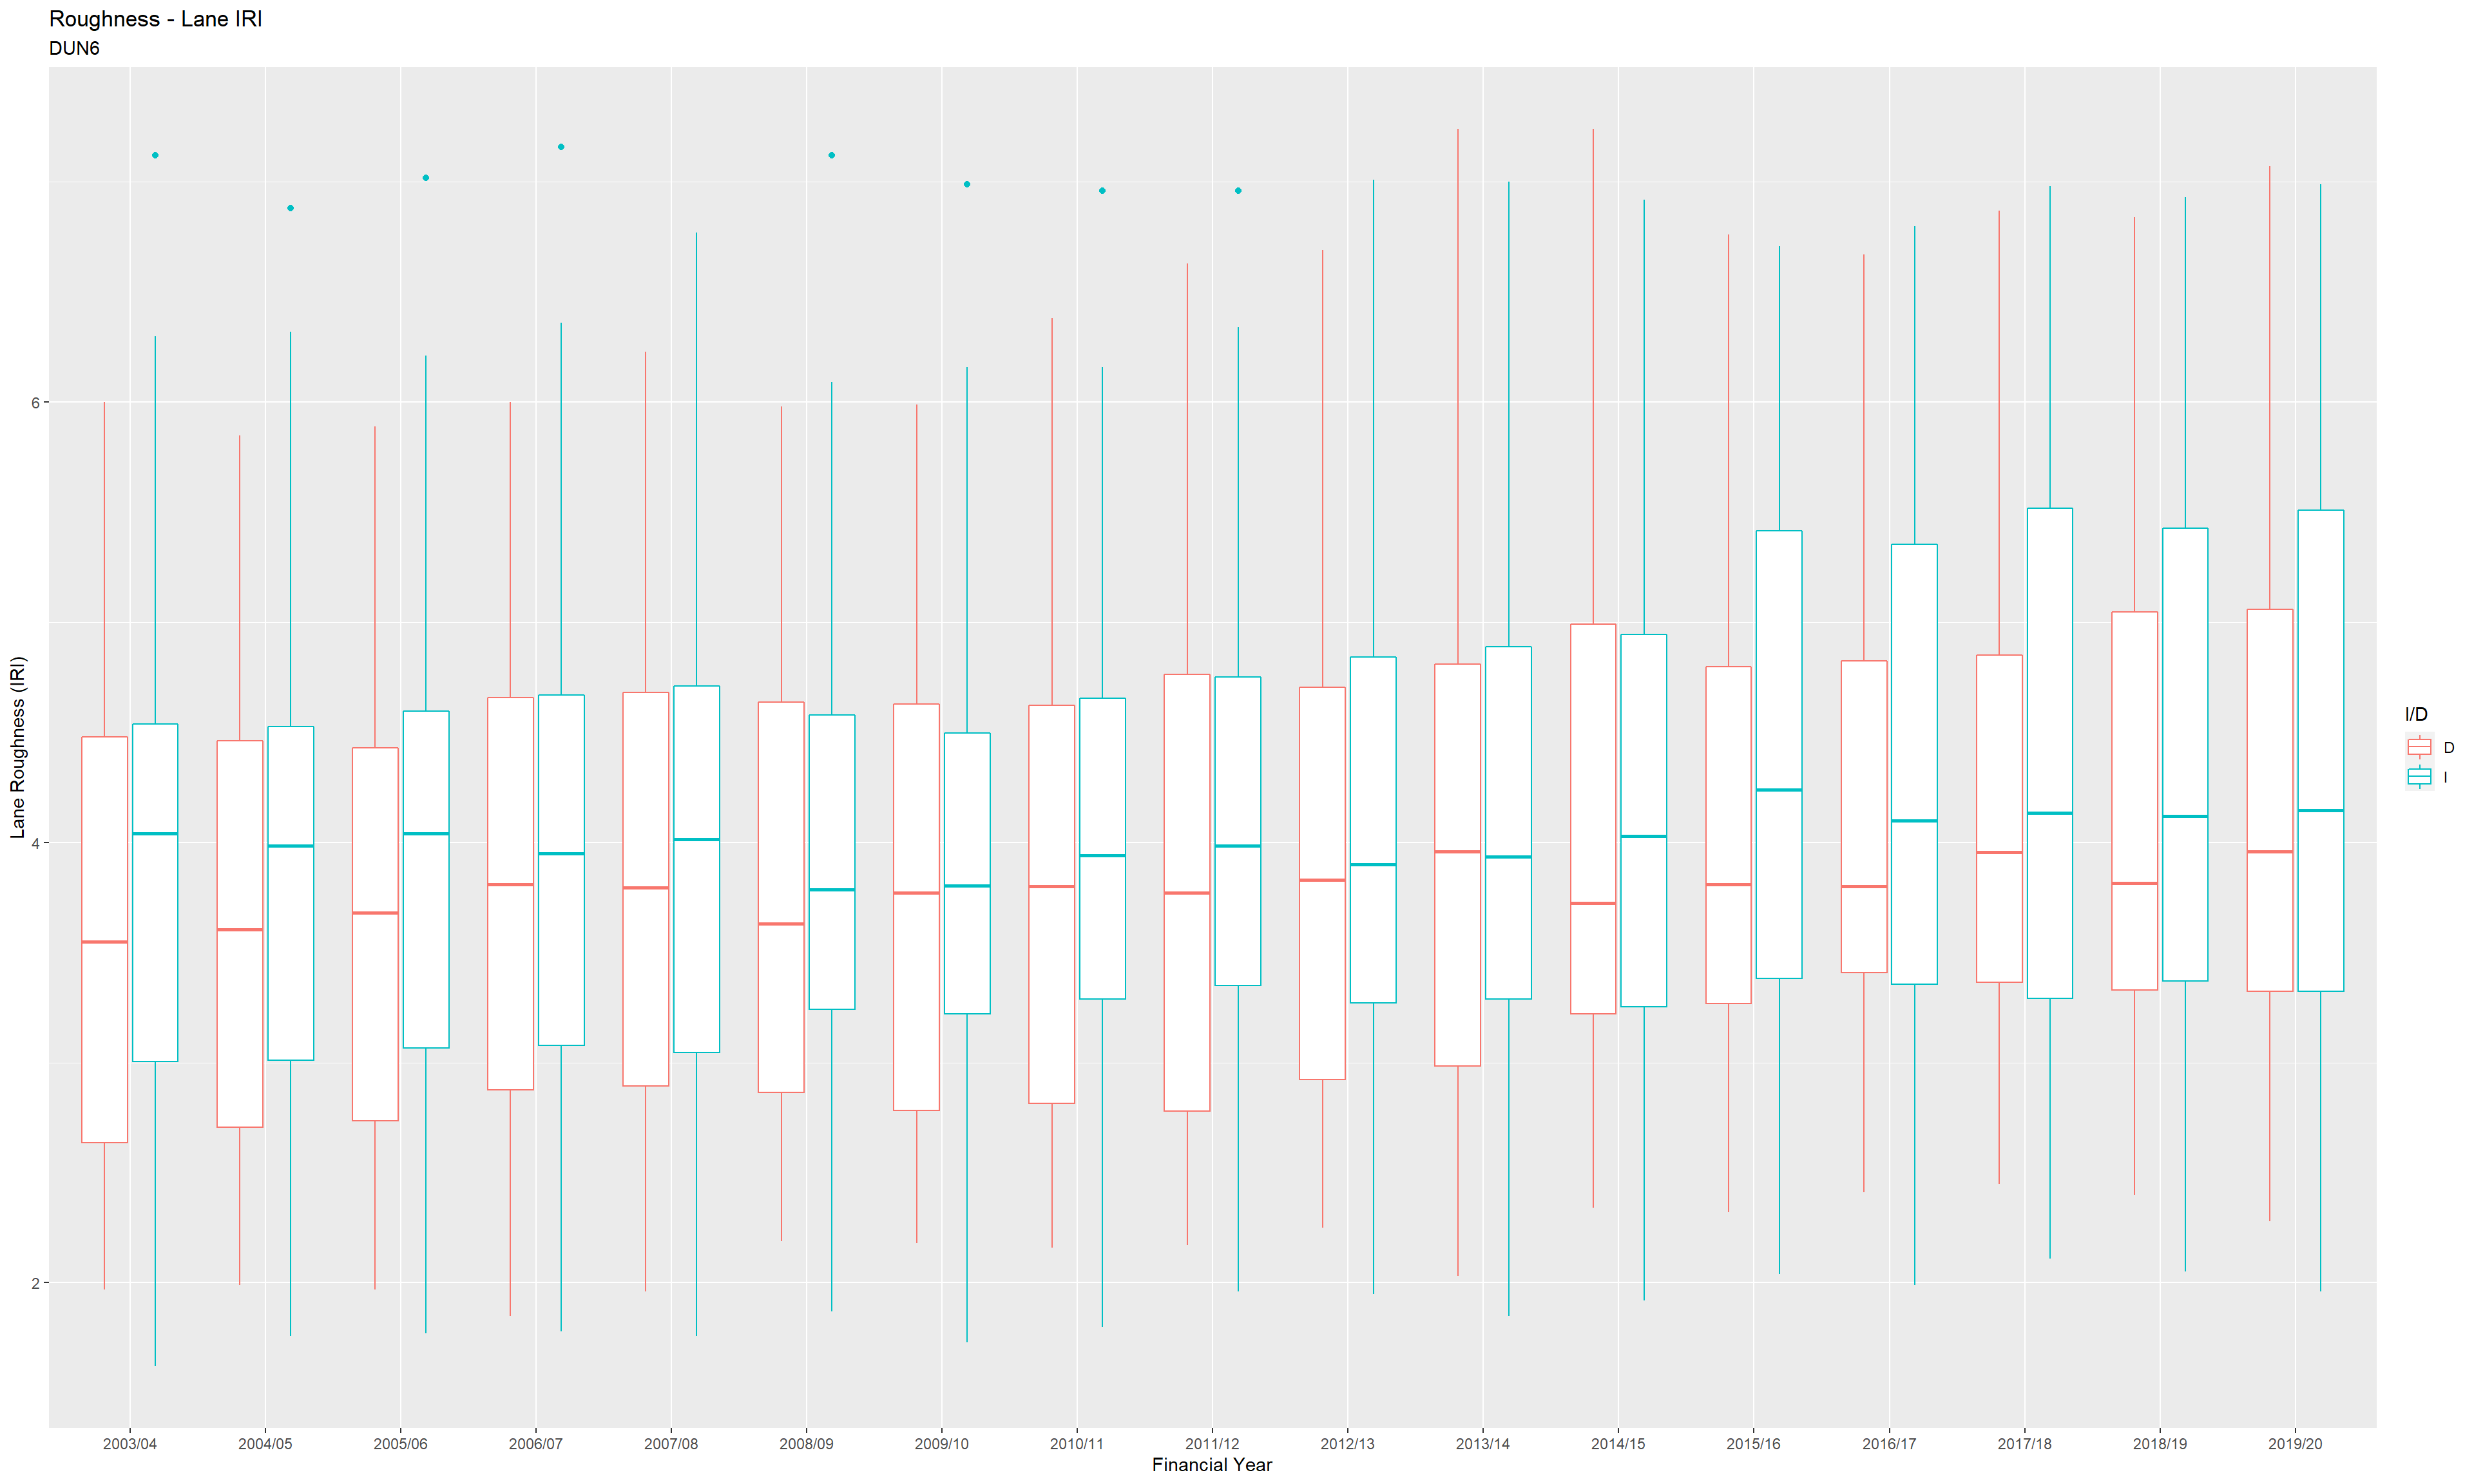 Roughness - Lane IRI
DUN6
Lane Roughness (IRI)
6
4
2
2003/04 2004/05 2005/06 2006/07 2007/08 2008/09 2009/10 2010/11 2011/12 2012/13 2013/14 2014/15 2015/16 2016/17 2017/18 2018/19 2019/20
Financial Year
I/D
D
I